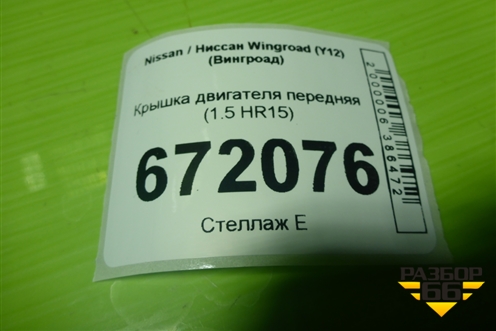 Nissan / Ниссан Wingroad (Y12)
(Вингроад)
Крышка двигателя передняя
(1.5 HR15)
672076
Стеллаж E
2000006386472
РАЗБОР
66